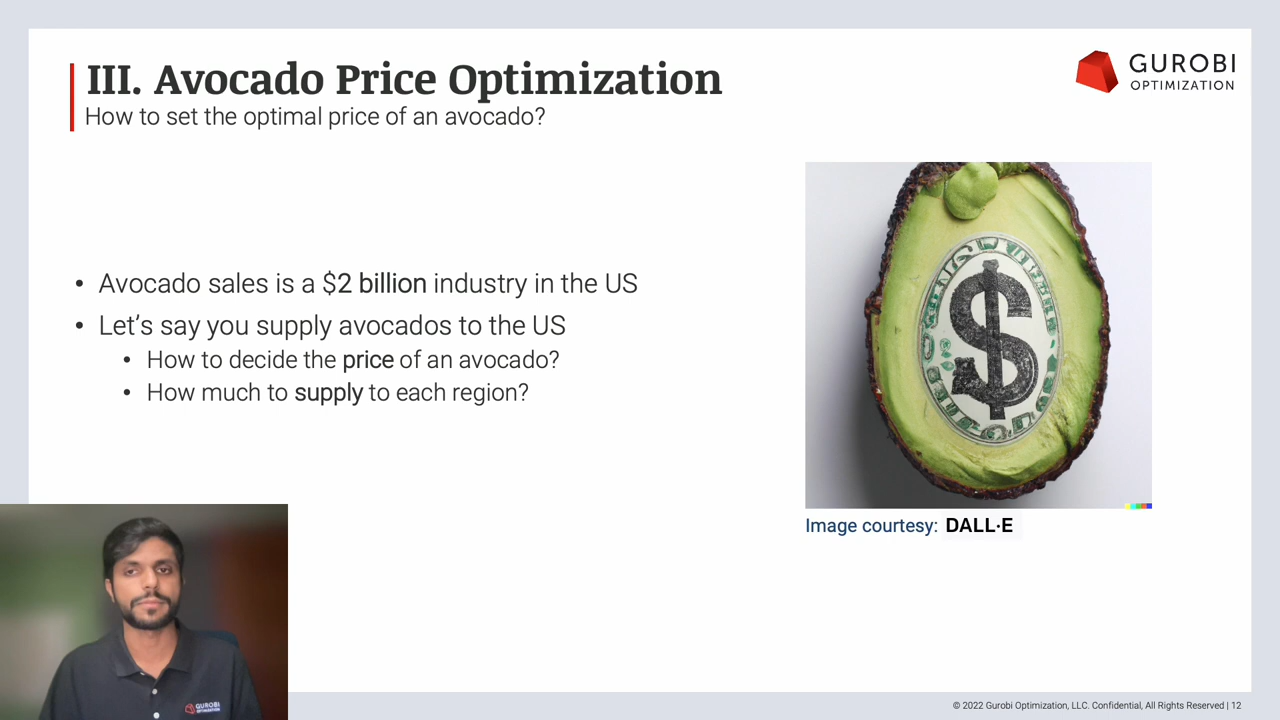 III. Avocado Price Optimization
How to set the optimal price of an avocado?
GUROBI
OPTIMIZATION
• Avocado sales is a $2 billion industry in the US
• Let’s say you supply avocados to the US
• How to decide the price of an avocado?
• How much to supply to each region?
$
Image courtesy: DALL·E
GUROBI
OPTIMIZATION
© 2022 Gurobi Optimization, LLC. Confidential, All Rights Reserved | 12